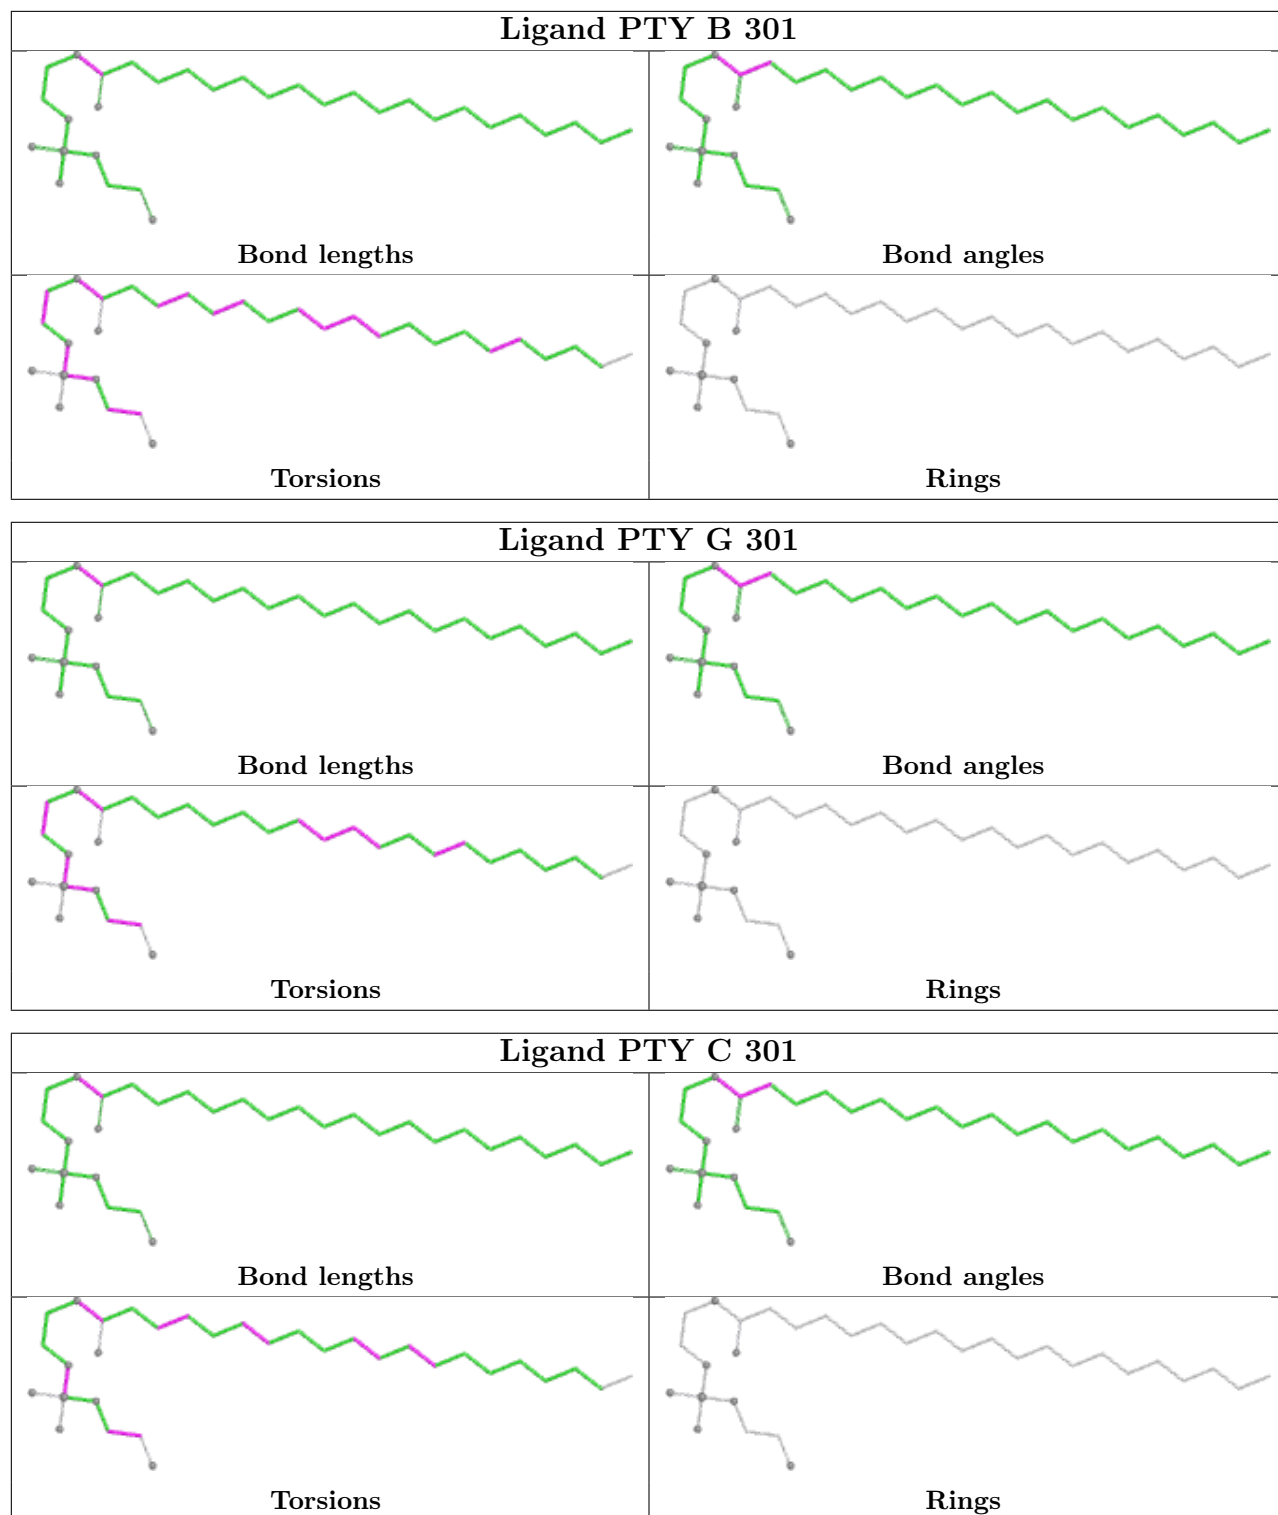 Ligand PTY B 301
Bond lengths
Bond angles
Torsions
Rings
Ligand PTY G 301
Bond lengths
Bond angles
Torsions
Rings
Ligand PTY C 301
Bond lengths
Bond angles
Torsions
Rings